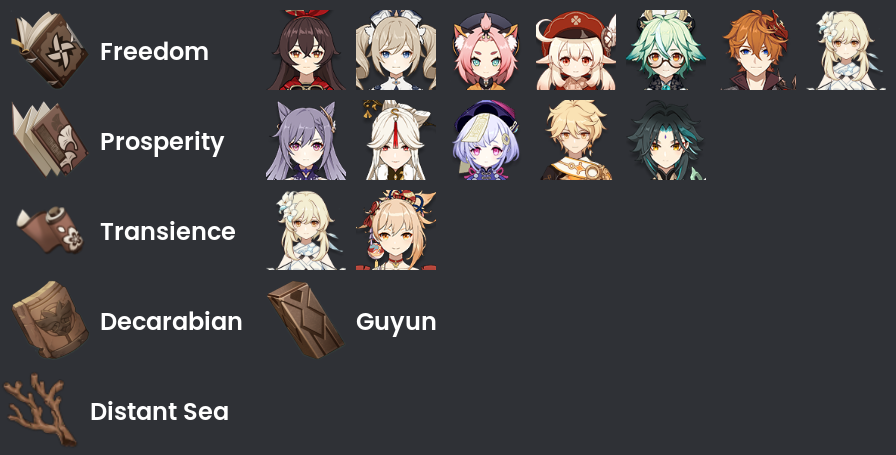 Freedom
Prosperity
Transience
Decarabian Guyun
Distant Sea